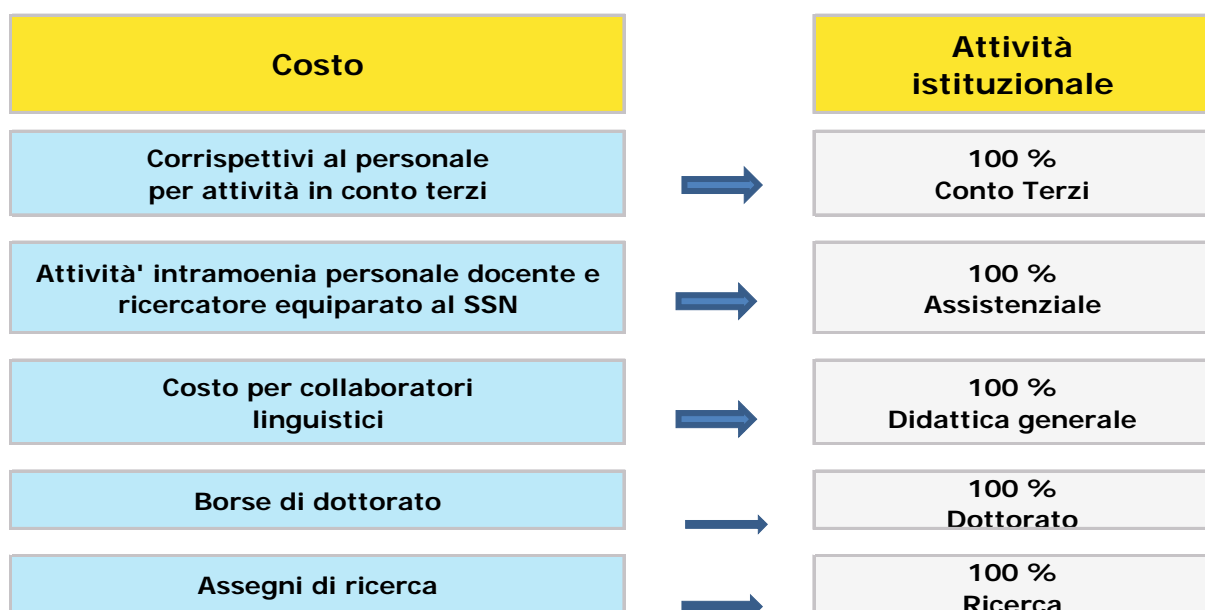 Costo
Attività
istituzionale
Corrispettivi al personale
per attività in conto terzi
100 %
Conto Terzi
Attività' intramoenia personale docente e
ricercatore equiparato al SSN
100 %
Assistenziale
Costo per collaboratori
linguistici
100 %
Didattica generale
Borse di dottorato
100 %
Dottorato
Assegni di ricerca
100 %
Ricerca